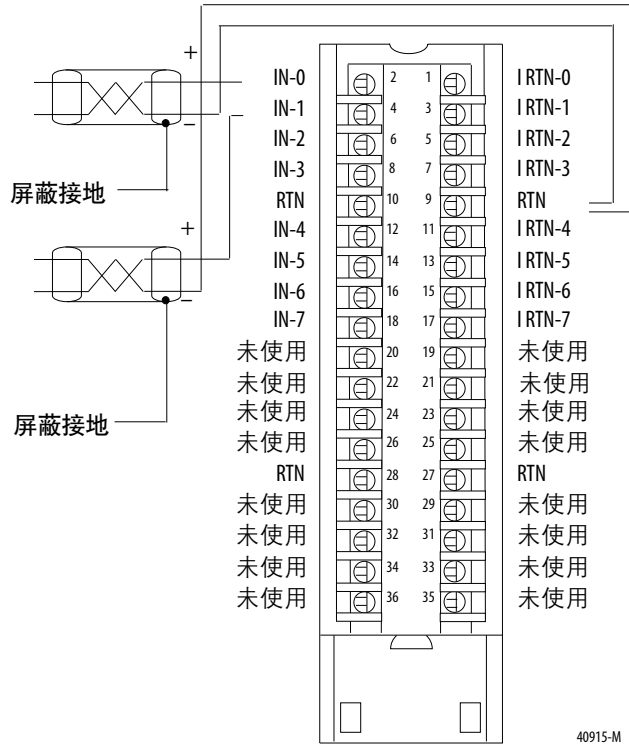 +
IN-0 2 1 I RTN-0
IN-1 4 3 I RTN-1
–
IN-2 6 5 I RTN-2
IN-3 8 7 I RTN-3
屏蔽接地
RTN 10 9 RTN
+
IN-4 12 11 I RTN-4
IN-5 14 13 I RTN-5
IN-6 16 15 I RTN-6
–
IN-7 18 17 I RTN-7
未使用 20 19 未使用
未使用 22 21 未使用
未使用 24 23 未使用
屏蔽接地
未使用 26 25 未使用
RTN 28 27 RTN
未使用 30 29 未使用
未使用 32 31 未使用
未使用 34 33 未使用
未使用 36 35 未使用
40915-M